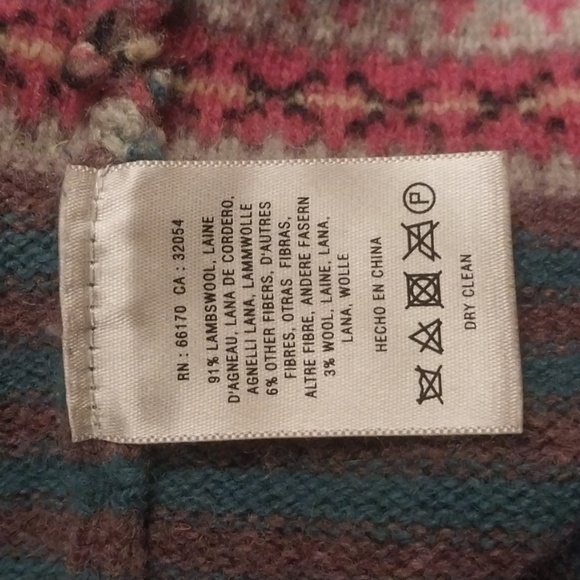 RN : 66170 CA : 32054
91% LAMBSWOOL, LAINE
D'AGNEAU, LANA DE CORDERO,
AGNELLI LANA, LAMMWOLLE
6% OTHER FIBERS, D'AUTRES
FIBRES, OTRAS FIBRAS,
ALTRE FIBRE, ANDERE FASERN
3% WOOL, LAINE, LANA,
LANA, WOLLE
HECHO EN CHINA
P
DRY CLEAN